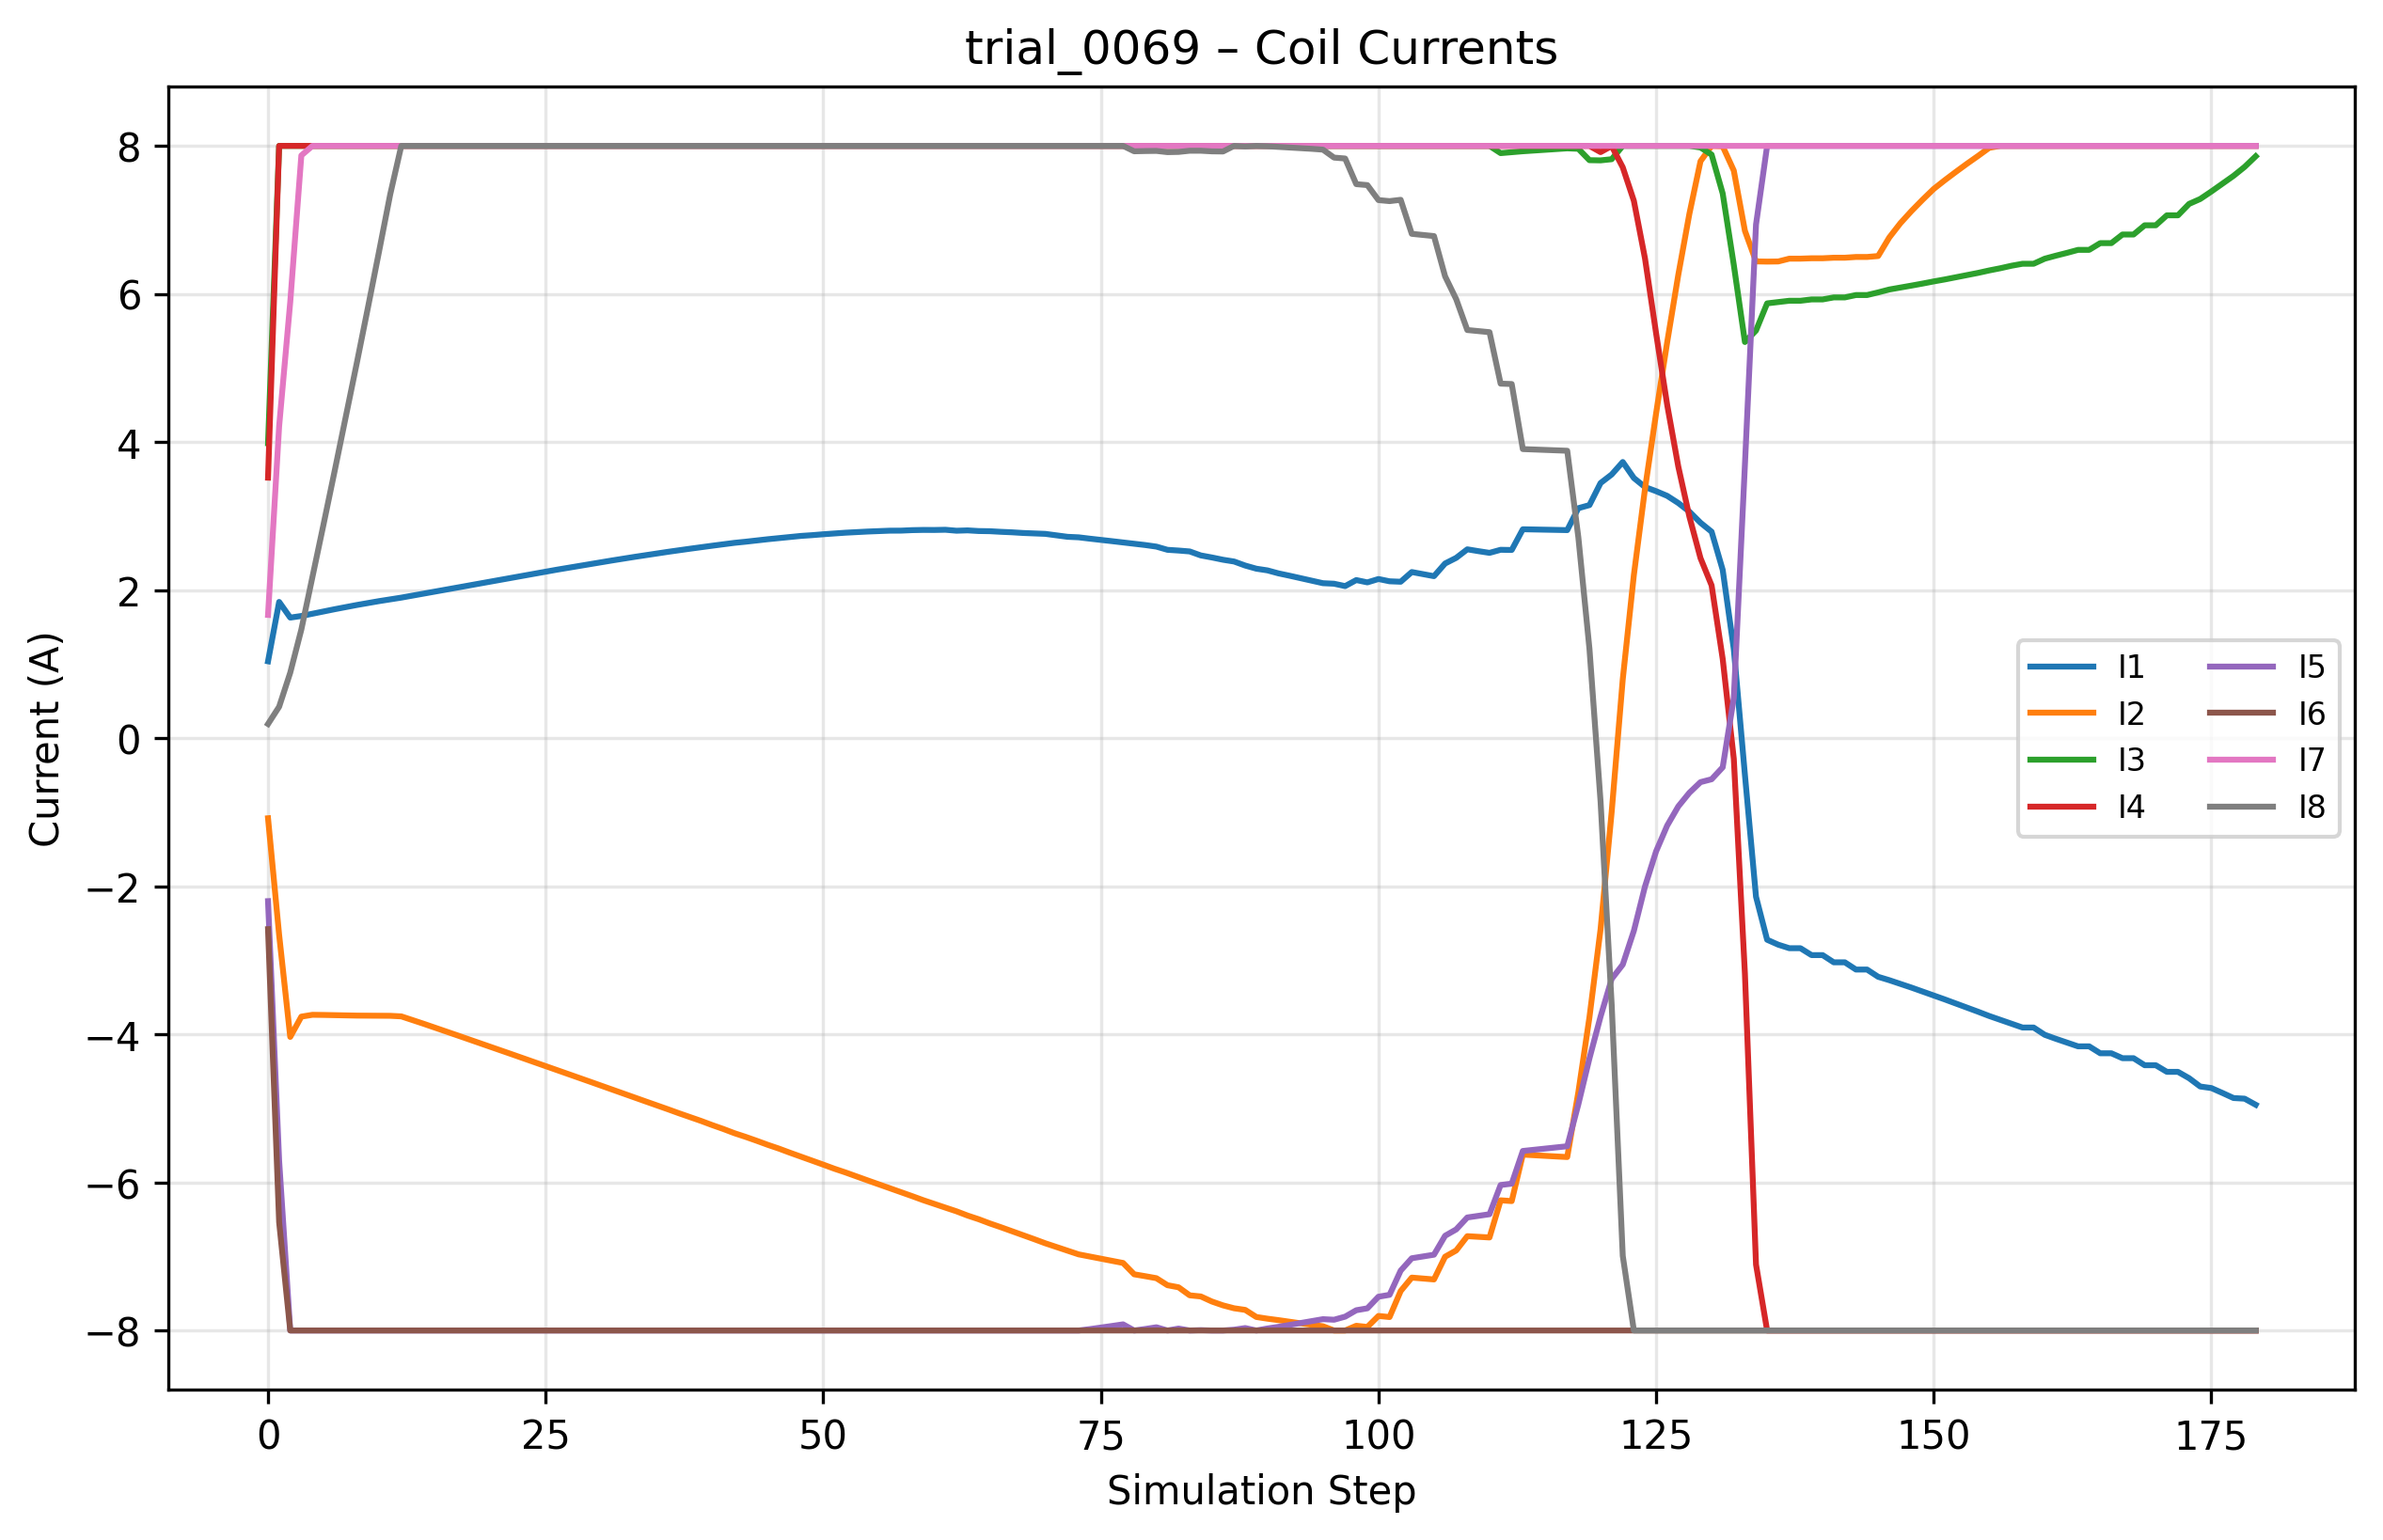 trial_0069 – Coil Currents
Current (A)
8
6
4
2
0
−2
−4
−6
−8
I1
I2
I3
I4
I5
I6
I7
I8
0 25 50 75 100 125 150 175
Simulation Step